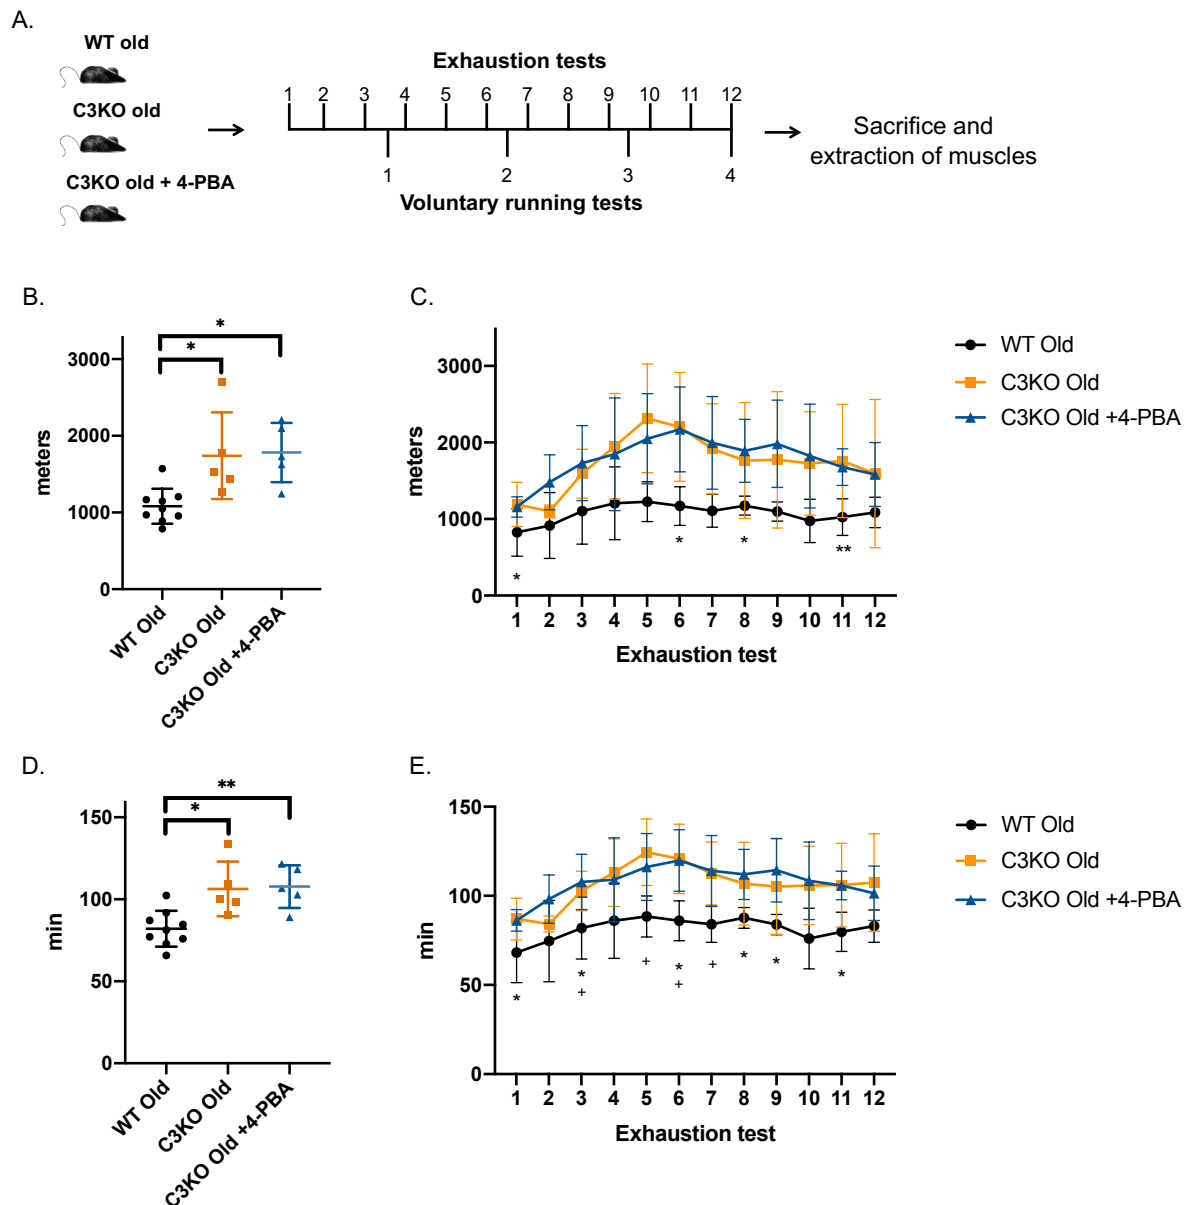 A.
WT old
C3KO old
C3KO old + 4-PBA
Exhaustion tests
1 2 3 4 5 6 7 8 9 10 11 12
1 2 3 4
Voluntary running tests
Sacrifice and
extraction of muscles
B.
*
*
3000
2000
1000
0
meters
WT Old
C3KO Old
C3KO Old +4-PBA
C.
3000
2000
1000
0
meters
* * * **
1 2 3 4 5 6 7 8 9 10 11 12
Exhaustion test
WT Old
C3KO Old
C3KO Old +4-PBA
D.
**
*
150
100
50
0
min
WT Old
C3KO Old
C3KO Old +4-PBA
E.
150
100
50
0
min
* * + * + * * *
+ +
1 2 3 4 5 6 7 8 9 10 11 12
Exhaustion test
WT Old
C3KO Old
C3KO Old +4-PBA